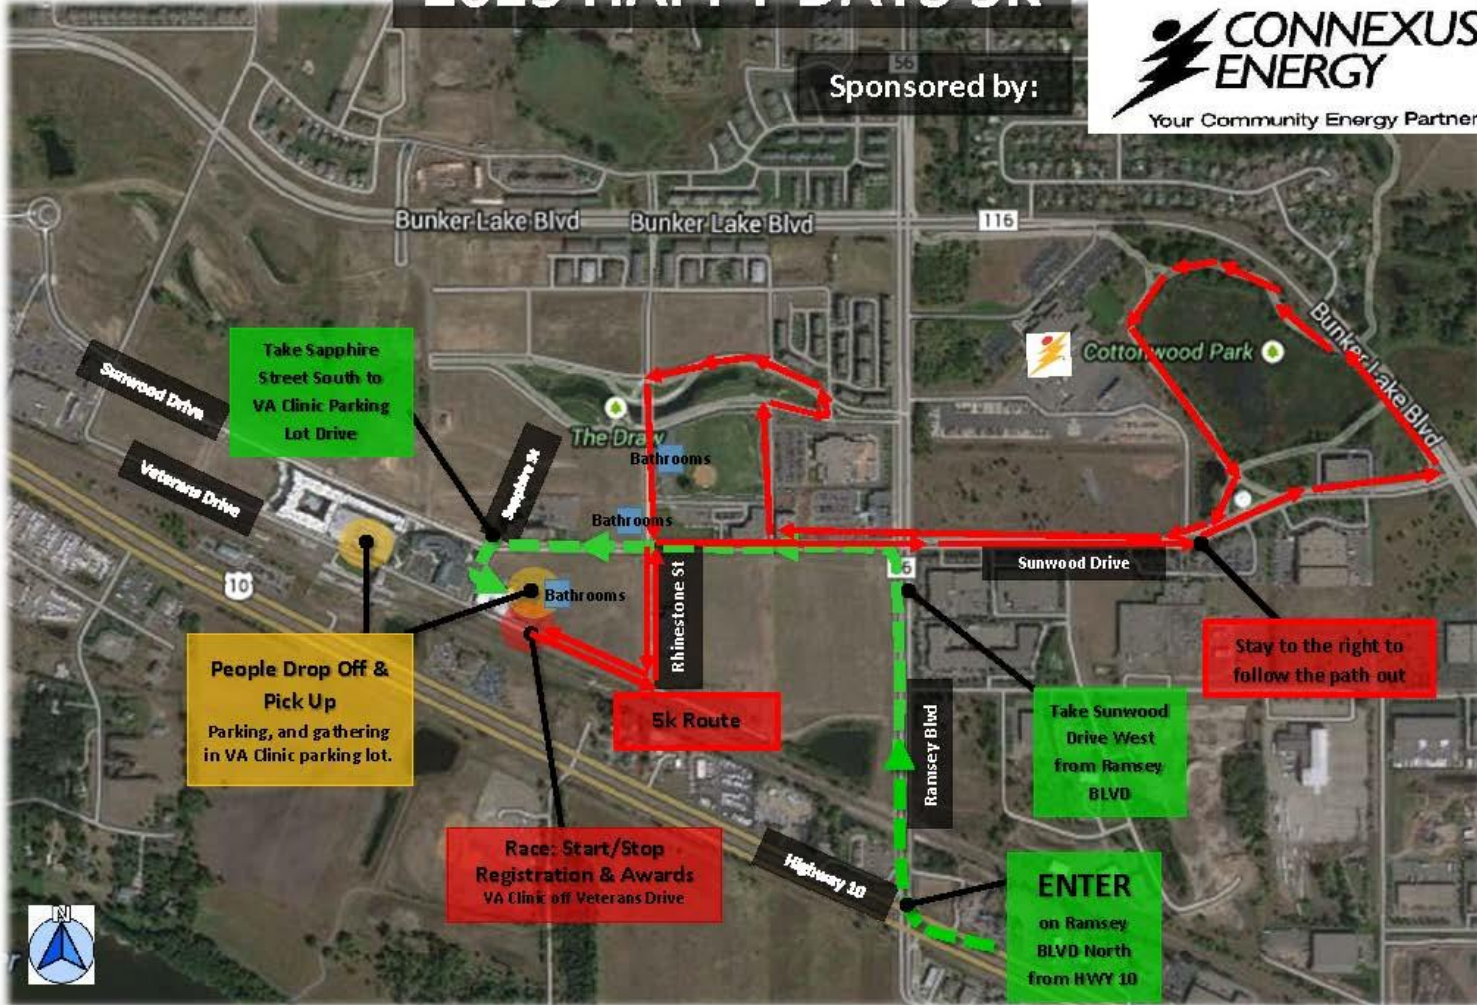 HAPPY DAYS 5K
CONNEXUS
ENERGY
Your Community Energy Partner
Sponsored by:
56
Bunker Lake Blvd
Bunker Lake Blvd
116
Bunker Lake Blvd
Cottonwood Park
Take Sapphire
Street South to
VA Clinic Parking
Lot Drive
Sunwood Drive
Veterans Drive
Sapphire St
The Draw
Bathrooms
Bathrooms
Bathrooms
10
Sunwood Drive
Rhinestone St
People Drop Off &
Pick Up
Parking, and gathering
in VA Clinic parking lot.
5k Route
Stay to the right to
follow the path out
Take Sunwood
Drive West
from Ramsey
BLVD
Ramsey Blvd
Race: Start/Stop
Registration & Awards
VA Clinic off Veterans Drive
Highway 10
ENTER
on Ramsey
BLVD North
from HWY 10
N